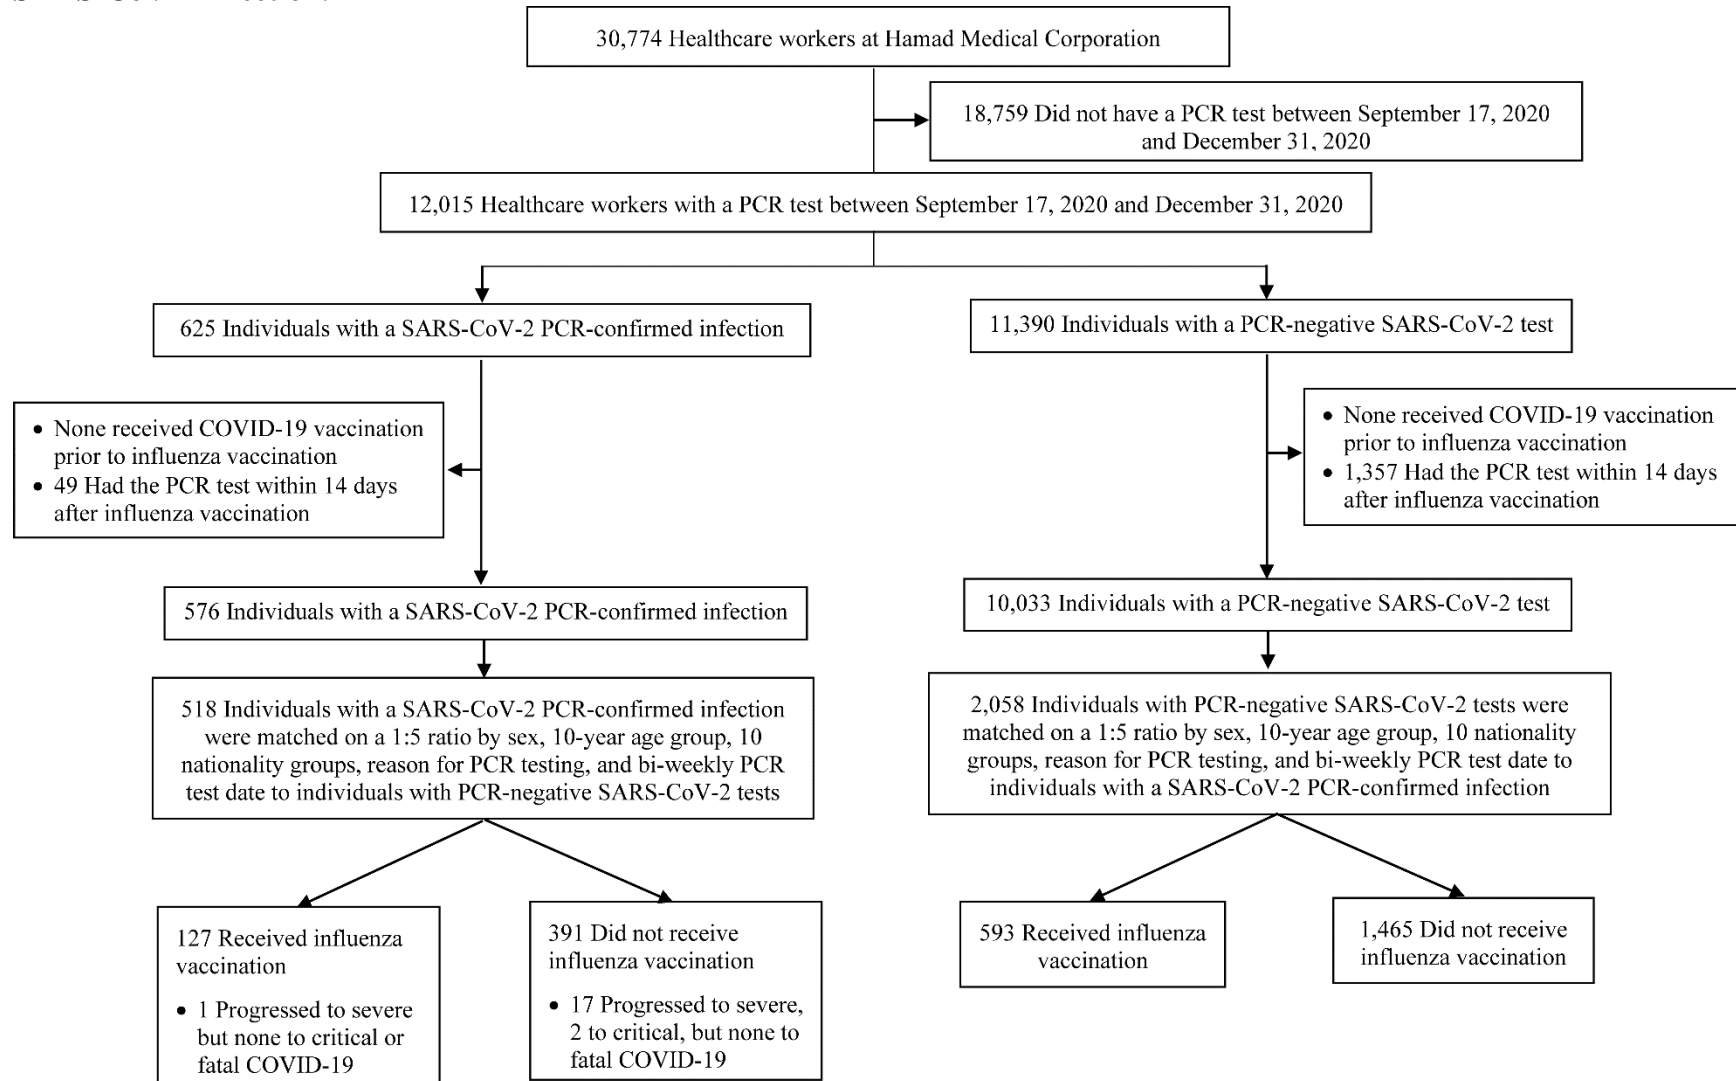 30,774 Healthcare workers at Hamad Medical Corporation
18,759 Did not have a PCR test between September 17, 2020
and December 31, 2020
12,015 Healthcare workers with a PCR test between September 17, 2020 and December 31, 2020
625 Individuals with a SARS-CoV-2 PCR-confirmed infection
11,390 Individuals with a PCR-negative SARS-CoV-2 test
• None received COVID-19 vaccination
prior to influenza vaccination
• 49 Had the PCR test within 14 days
after influenza vaccination
• None received COVID-19 vaccination
prior to influenza vaccination
• 1,357 Had the PCR test within 14 days
after influenza vaccination
576 Individuals with a SARS-CoV-2 PCR-confirmed infection
10,033 Individuals with a PCR-negative SARS-CoV-2 test
518 Individuals with a SARS-CoV-2 PCR-confirmed infection
were matched on a 1:5 ratio by sex, 10-year age group, 10
nationality groups, reason for PCR testing, and bi-weekly PCR
test date to individuals with PCR-negative SARS-CoV-2 tests
2,058 Individuals with PCR-negative SARS-CoV-2 tests were
matched on a 1:5 ratio by sex, 10-year age group, 10 nationality
groups, reason for PCR testing, and bi-weekly PCR test date to
individuals with a SARS-CoV-2 PCR-confirmed infection
127 Received influenza
vaccination
• 1 Progressed to severe
but none to critical or
fatal COVID-19
391 Did not receive
influenza vaccination
• 17 Progressed to severe,
2 to critical, but none to
fatal COVID-19
593 Received influenza
vaccination
1,465 Did not receive
influenza vaccination